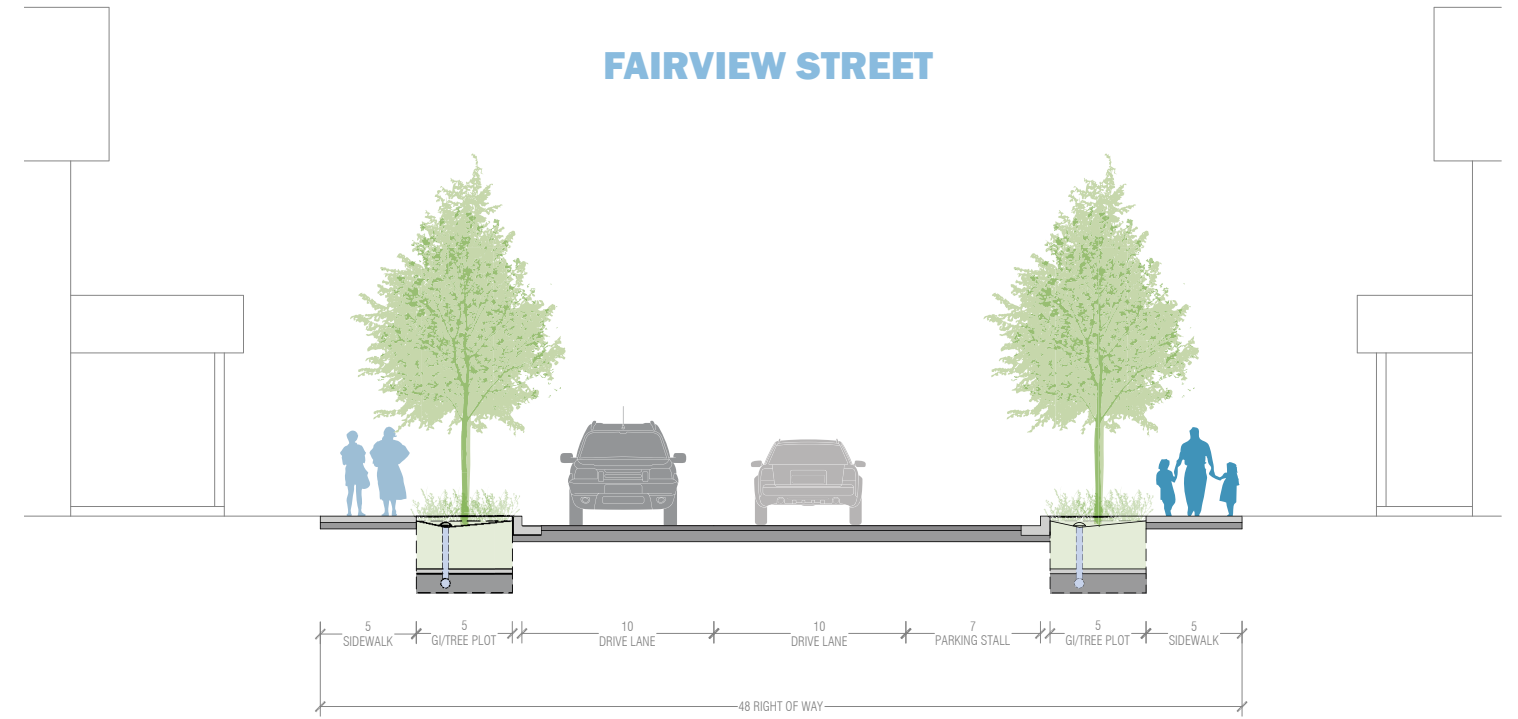 FAIRVIEW STREET
5
SIDEWALK
5
GI/TREE PLOT
10
DRIVE LANE
10
DRIVE LANE
7
PARKING STALL
5
GI/TREE PLOT
5
SIDEWALK
48 RIGHT OF WAY